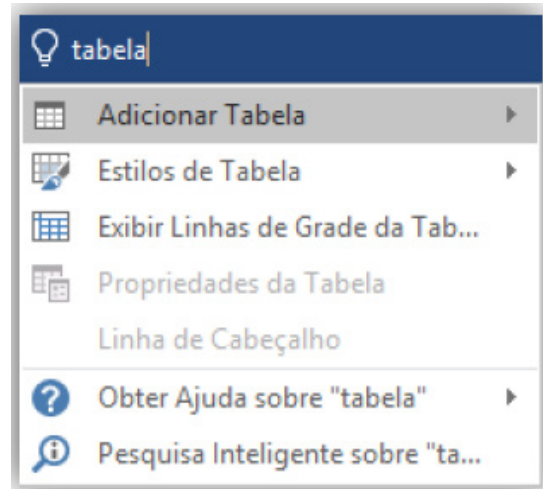 tabela
Adicionar Tabela
Estilos de Tabela
Exibir Linhas de Grade da Tab...
Propriedades da Tabela
Linha de Cabeçalho
Obter Ajuda sobre "tabela"
Pesquisa Inteligente sobre "ta...